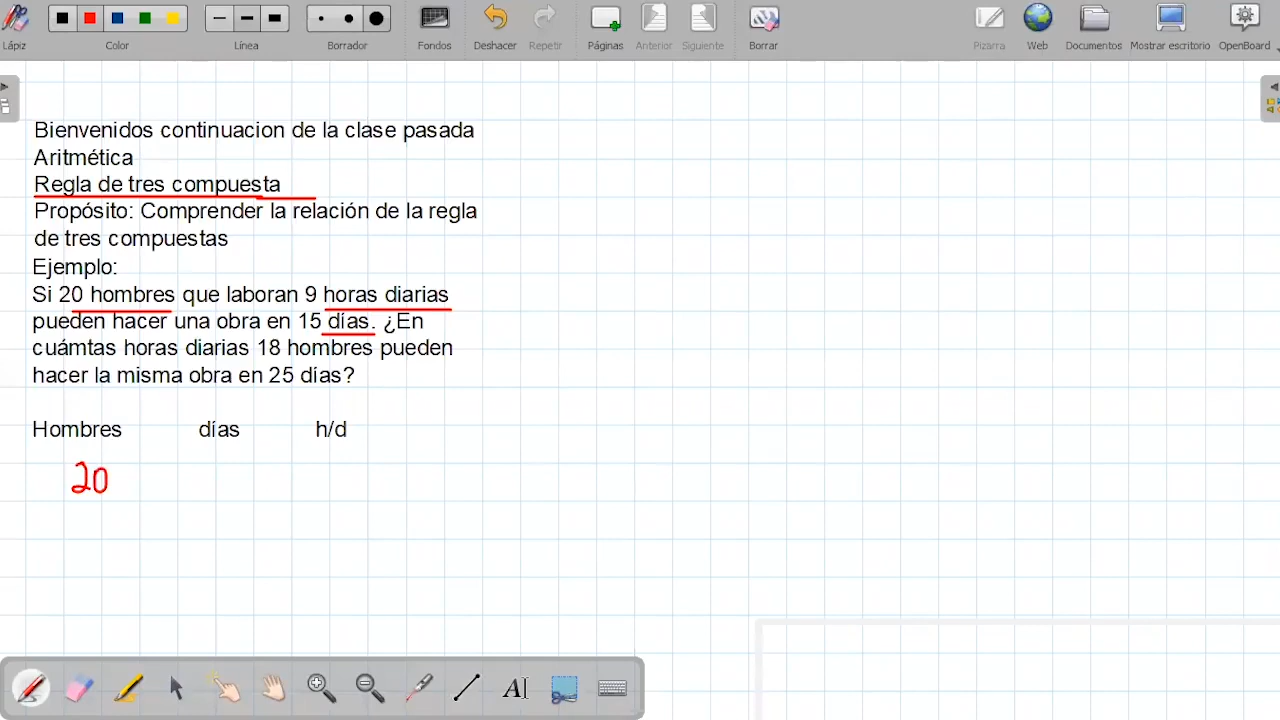 Lápiz
Color
Línea
Borrador
Fondos
Deshacer
Repetir
Páginas
Anterior
Siguiente
Borrar
Pizarra
Web
Documentos
Mostrar escritorio
OpenBoard
Bienvenidos continuacion de la clase pasada
Aritmética
Regla de tres compuesta
Propósito: Comprender la relación de la regla
de tres compuestas
Ejemplo:
Si 20 hombres que laboran 9 horas diarias
pueden hacer una obra en 15 días. ¿En
cuámtas horas diarias 18 hombres pueden
hacer la misma obra en 25 días?
Hombres días h/d
20